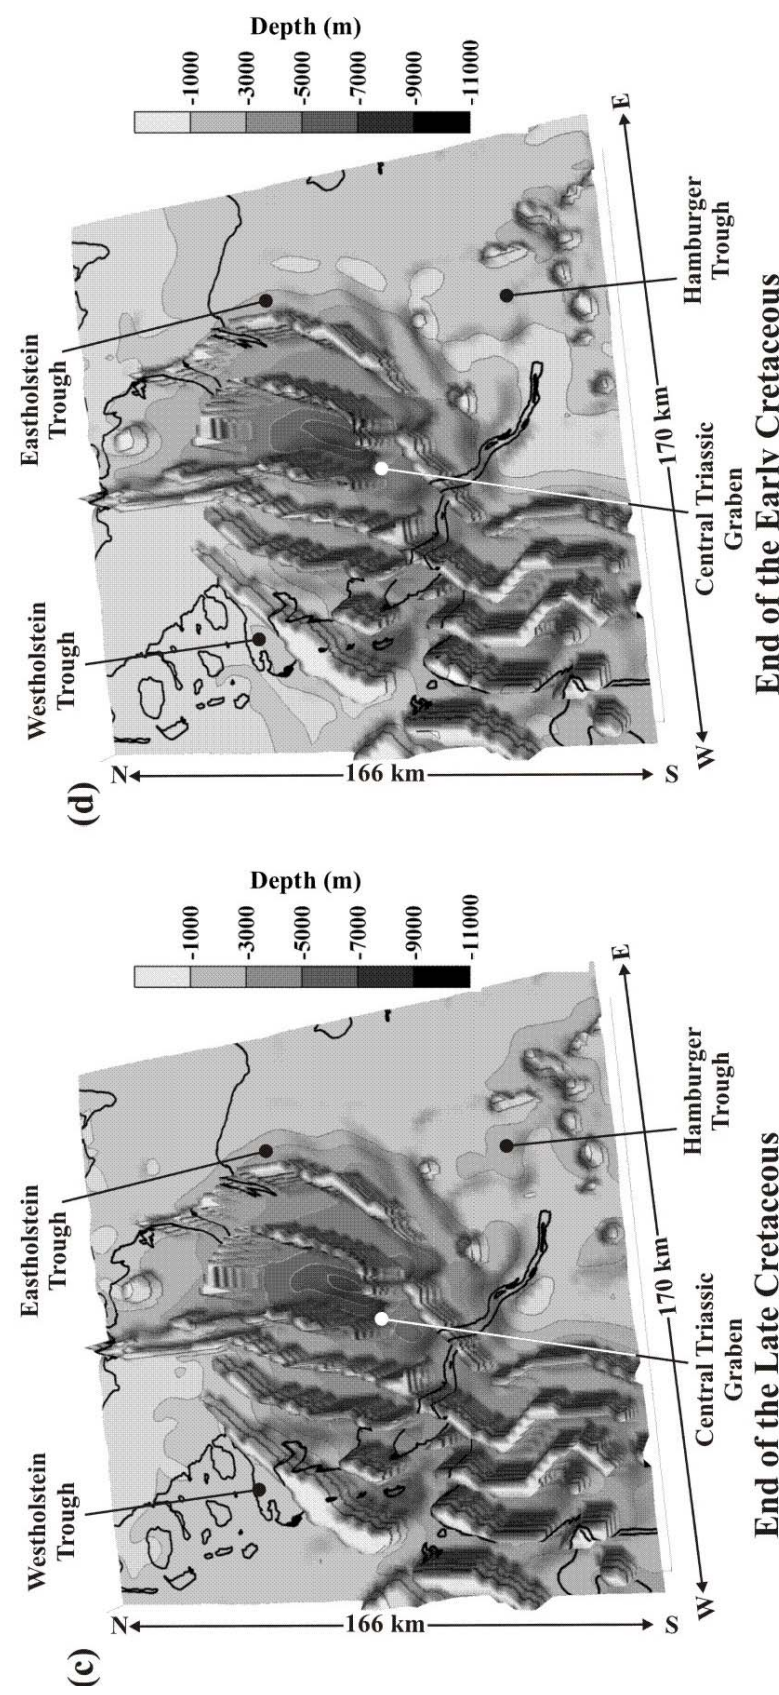 (c)
Westholstein
Trough
Eastholstein
Trough
Depth (m)
-1000
-3000
-5000
-7000
-9000
-11000
N
166 km
S
W
170 km
E
Central Triassic
Graben
Hamburger
Trough
End of the Late Cretaceous
(d)
Westholstein
Trough
Eastholstein
Trough
Depth (m)
-1000
-3000
-5000
-7000
-9000
-11000
N
166 km
S
W
170 km
E
Central Triassic
Graben
Hamburger
Trough
End of the Early Cretaceous